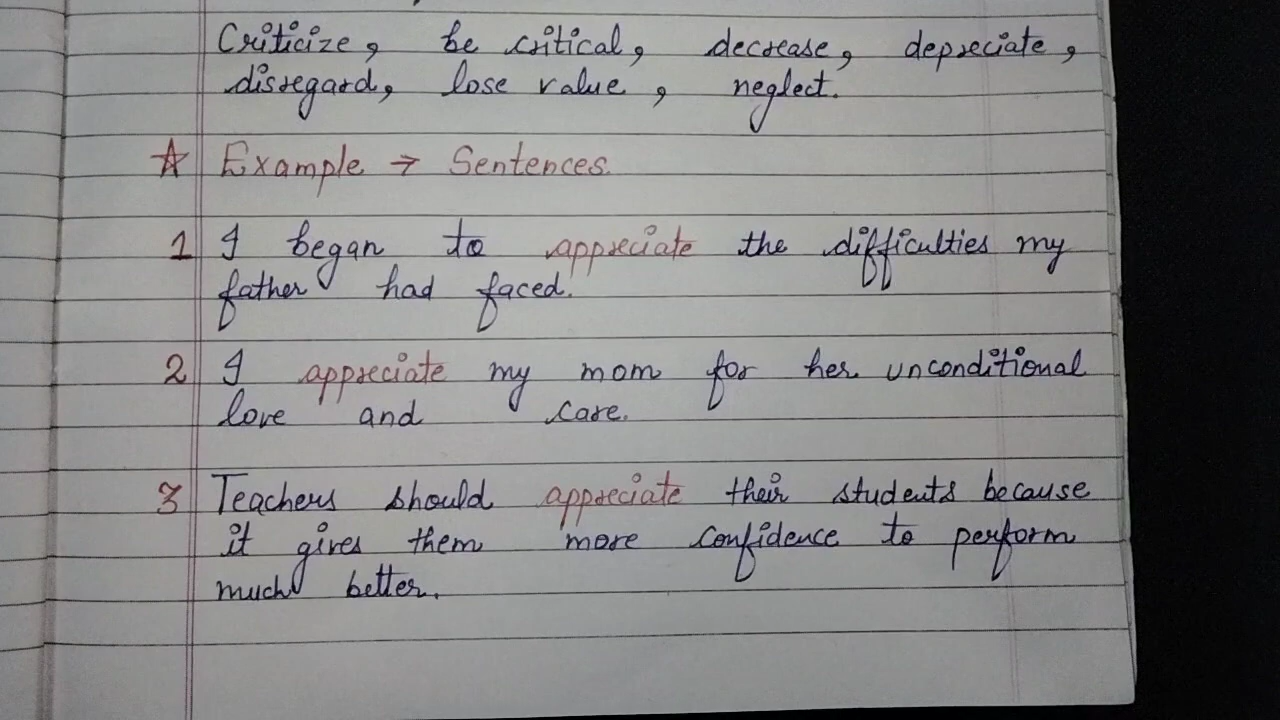 Criticize, be critical, decrease, depreciate,
disregard, lose value, neglect.
☆ Example → Sentences.
1 I began to appreciate the difficulties my
father had faced.
2 I appreciate my mom for her unconditional
love and care.
3 Teachers should appreciate their students because
it gives them more confidence to perform
much better.